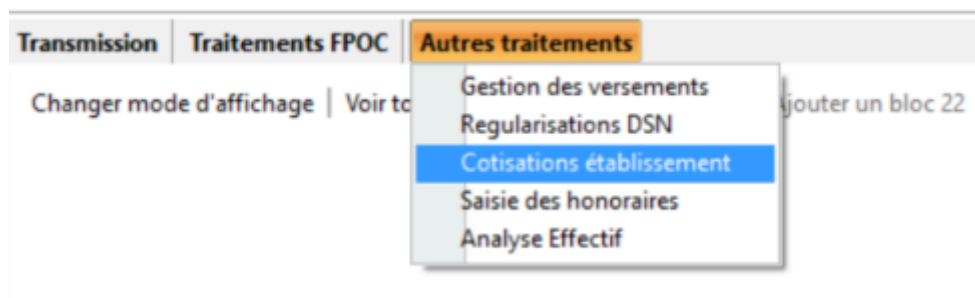 Transmission Traitements FPOC Autres traitements
Changer mode d'affichage Voir to
Gestion des versements
jouter un bloc 22
Regularisations DSN
Cotisations établissement
Saisie des honoraires
Analyse Effectif